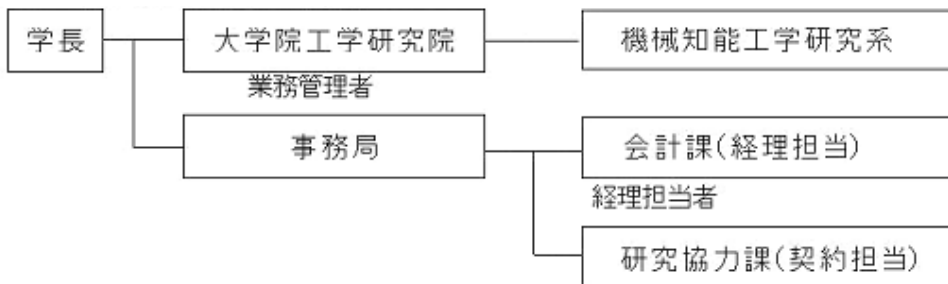 学長
大学院工学研究院
機械知能工学研究系
業務管理者
事務局
会計課(経理担当)
経理担当者
研究協力課(契約担当)